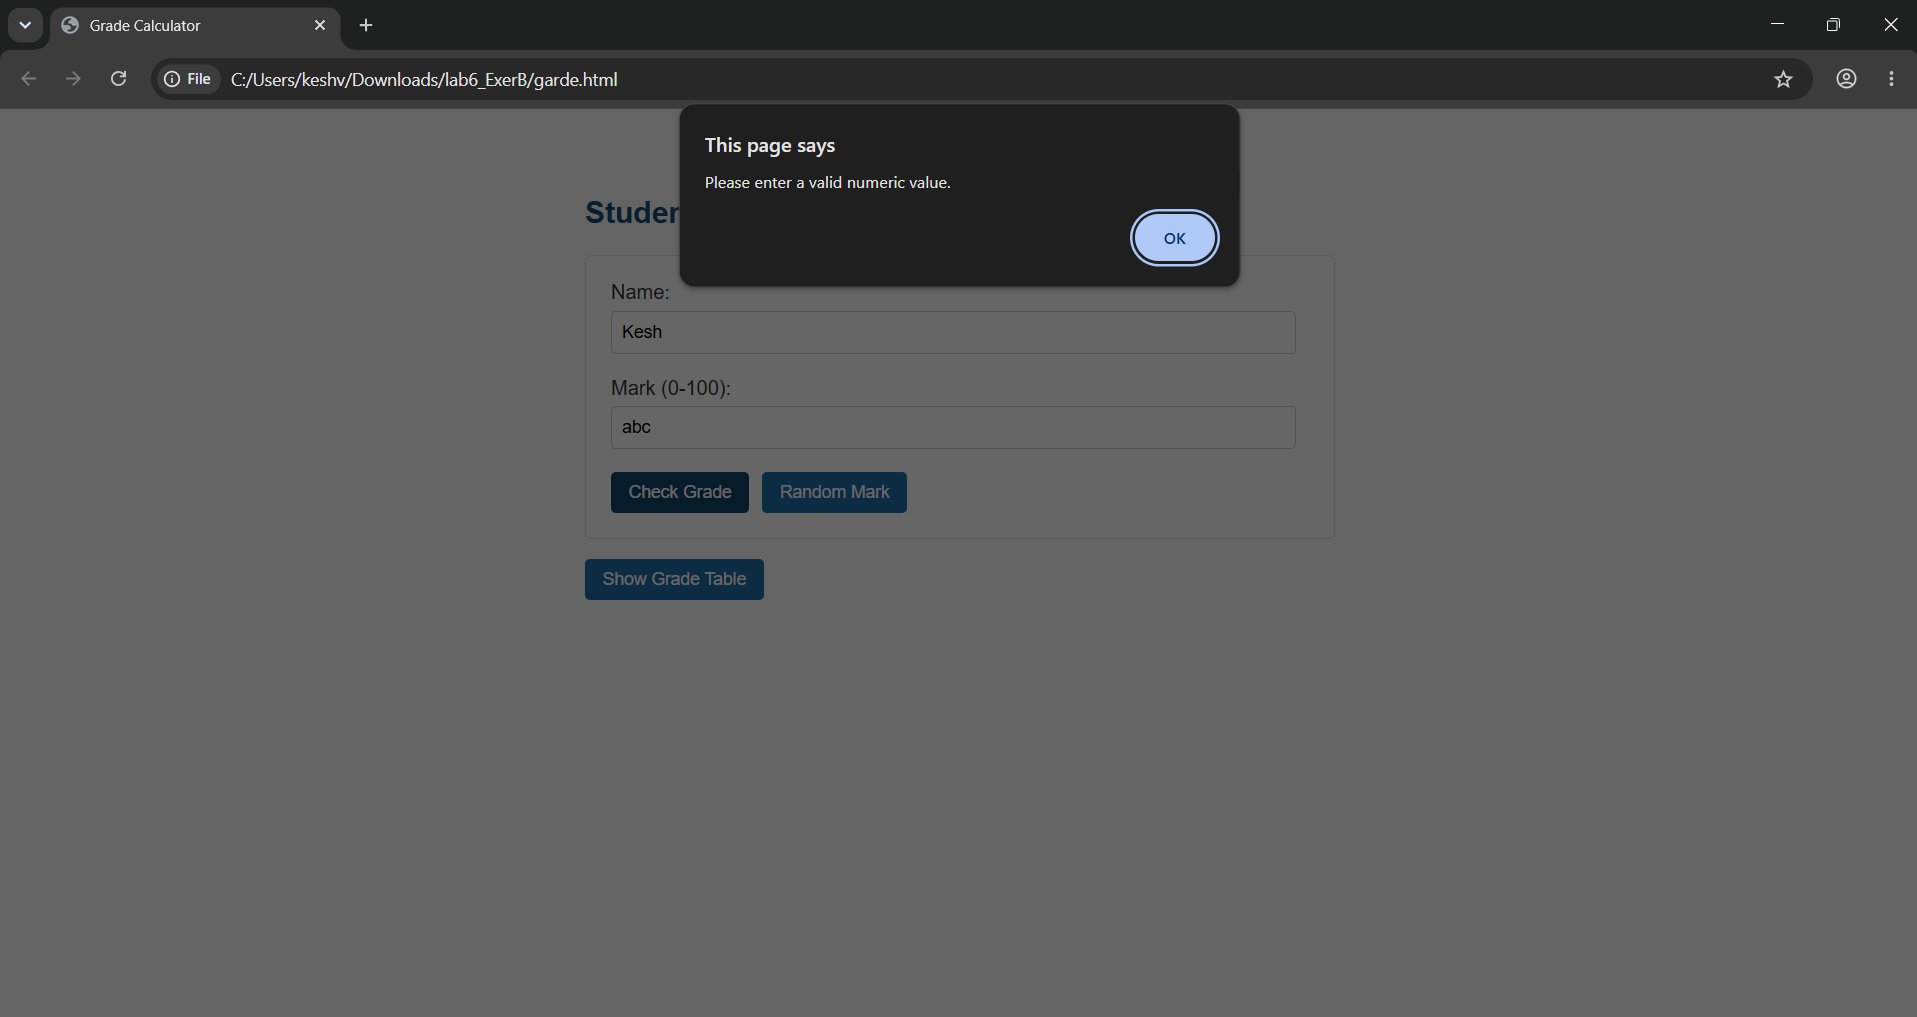 Grade Calculator
File C:/Users/keshv/Downloads/lab6_ExerB/garde.html
This page says
Please enter a valid numeric value.
OK
Name:
Kesh
Mark (0-100):
abc
Check Grade Random Mark
Show Grade Table